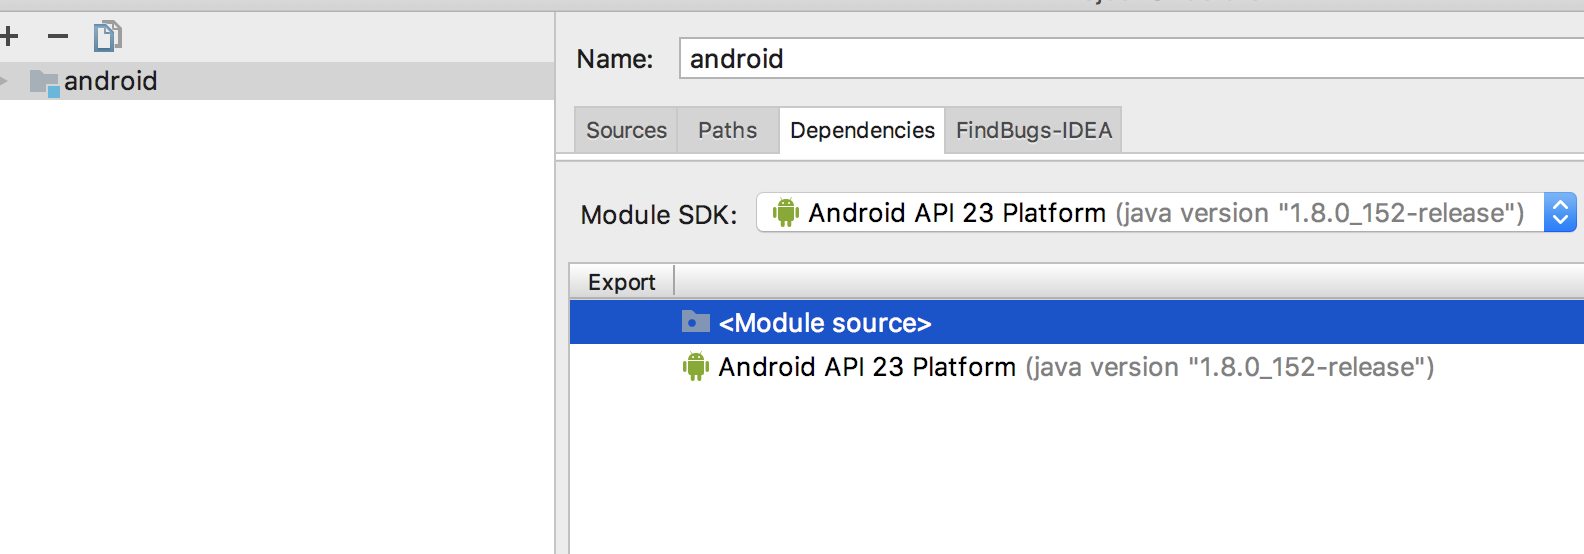 android
Name: android
Sources Paths Dependencies FindBugs-IDEA
Module SDK: Android API 23 Platform (java version "1.8.0_152-release")
Export
<Module source>
Android API 23 Platform (java version "1.8.0_152-release")